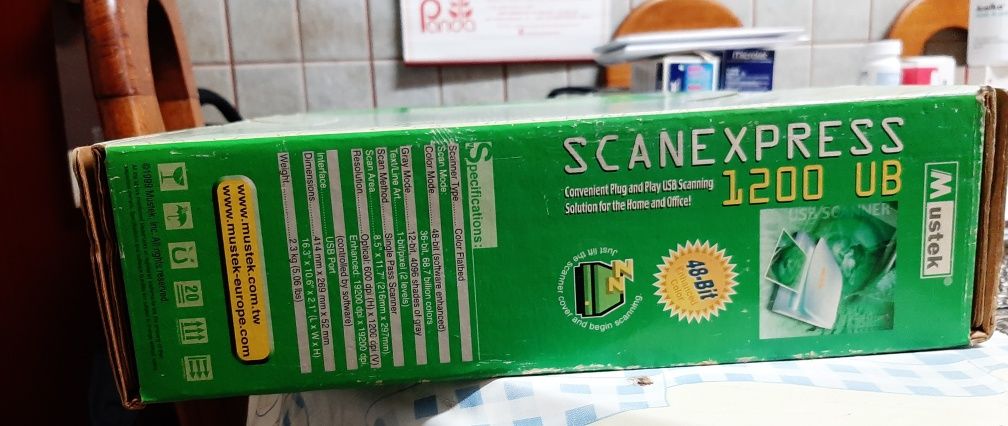 Panda
Mustek
SCANEXPRESS
1200 UB
Convenient Plug and Play USB Scanning
Solution for the Home and Office!
USB SCANNER
48-Bit
color
Just lift the
scanner cover and begin scanning
Specifications:
Scanner Type.......... Color Flatbed
Scan Mode
Color Mode.......... 48-bit (software enhanced)
36-bit, 68.7 billion colors
Gray Mode.......... 12-bit, 4096 shades of gray
Text/Line Art.......... 1-bit/pixel (2 levels)
Scan Method.......... Single Pass Scanner
Scan Area.......... 8.5" x 11.7" (216mm x 297mm)
Resolution.......... Optical: 600 dpi (H) x 1200 dpi (V)
Enhanced: 19200 dpi x 19200 dpi
(controlled by software)
Interface.......... USB Port
Dimensions.......... 414 mm x 269 mm x 52 mm
16.3" x 10.6" x 2.1" (L x W x H)
Weight.......... 2.3 kg (5.06 lbs)
www.mustek.com.tw
www.mustek-europe.com
20
©1999 Mustek, Inc. All rights reserved.